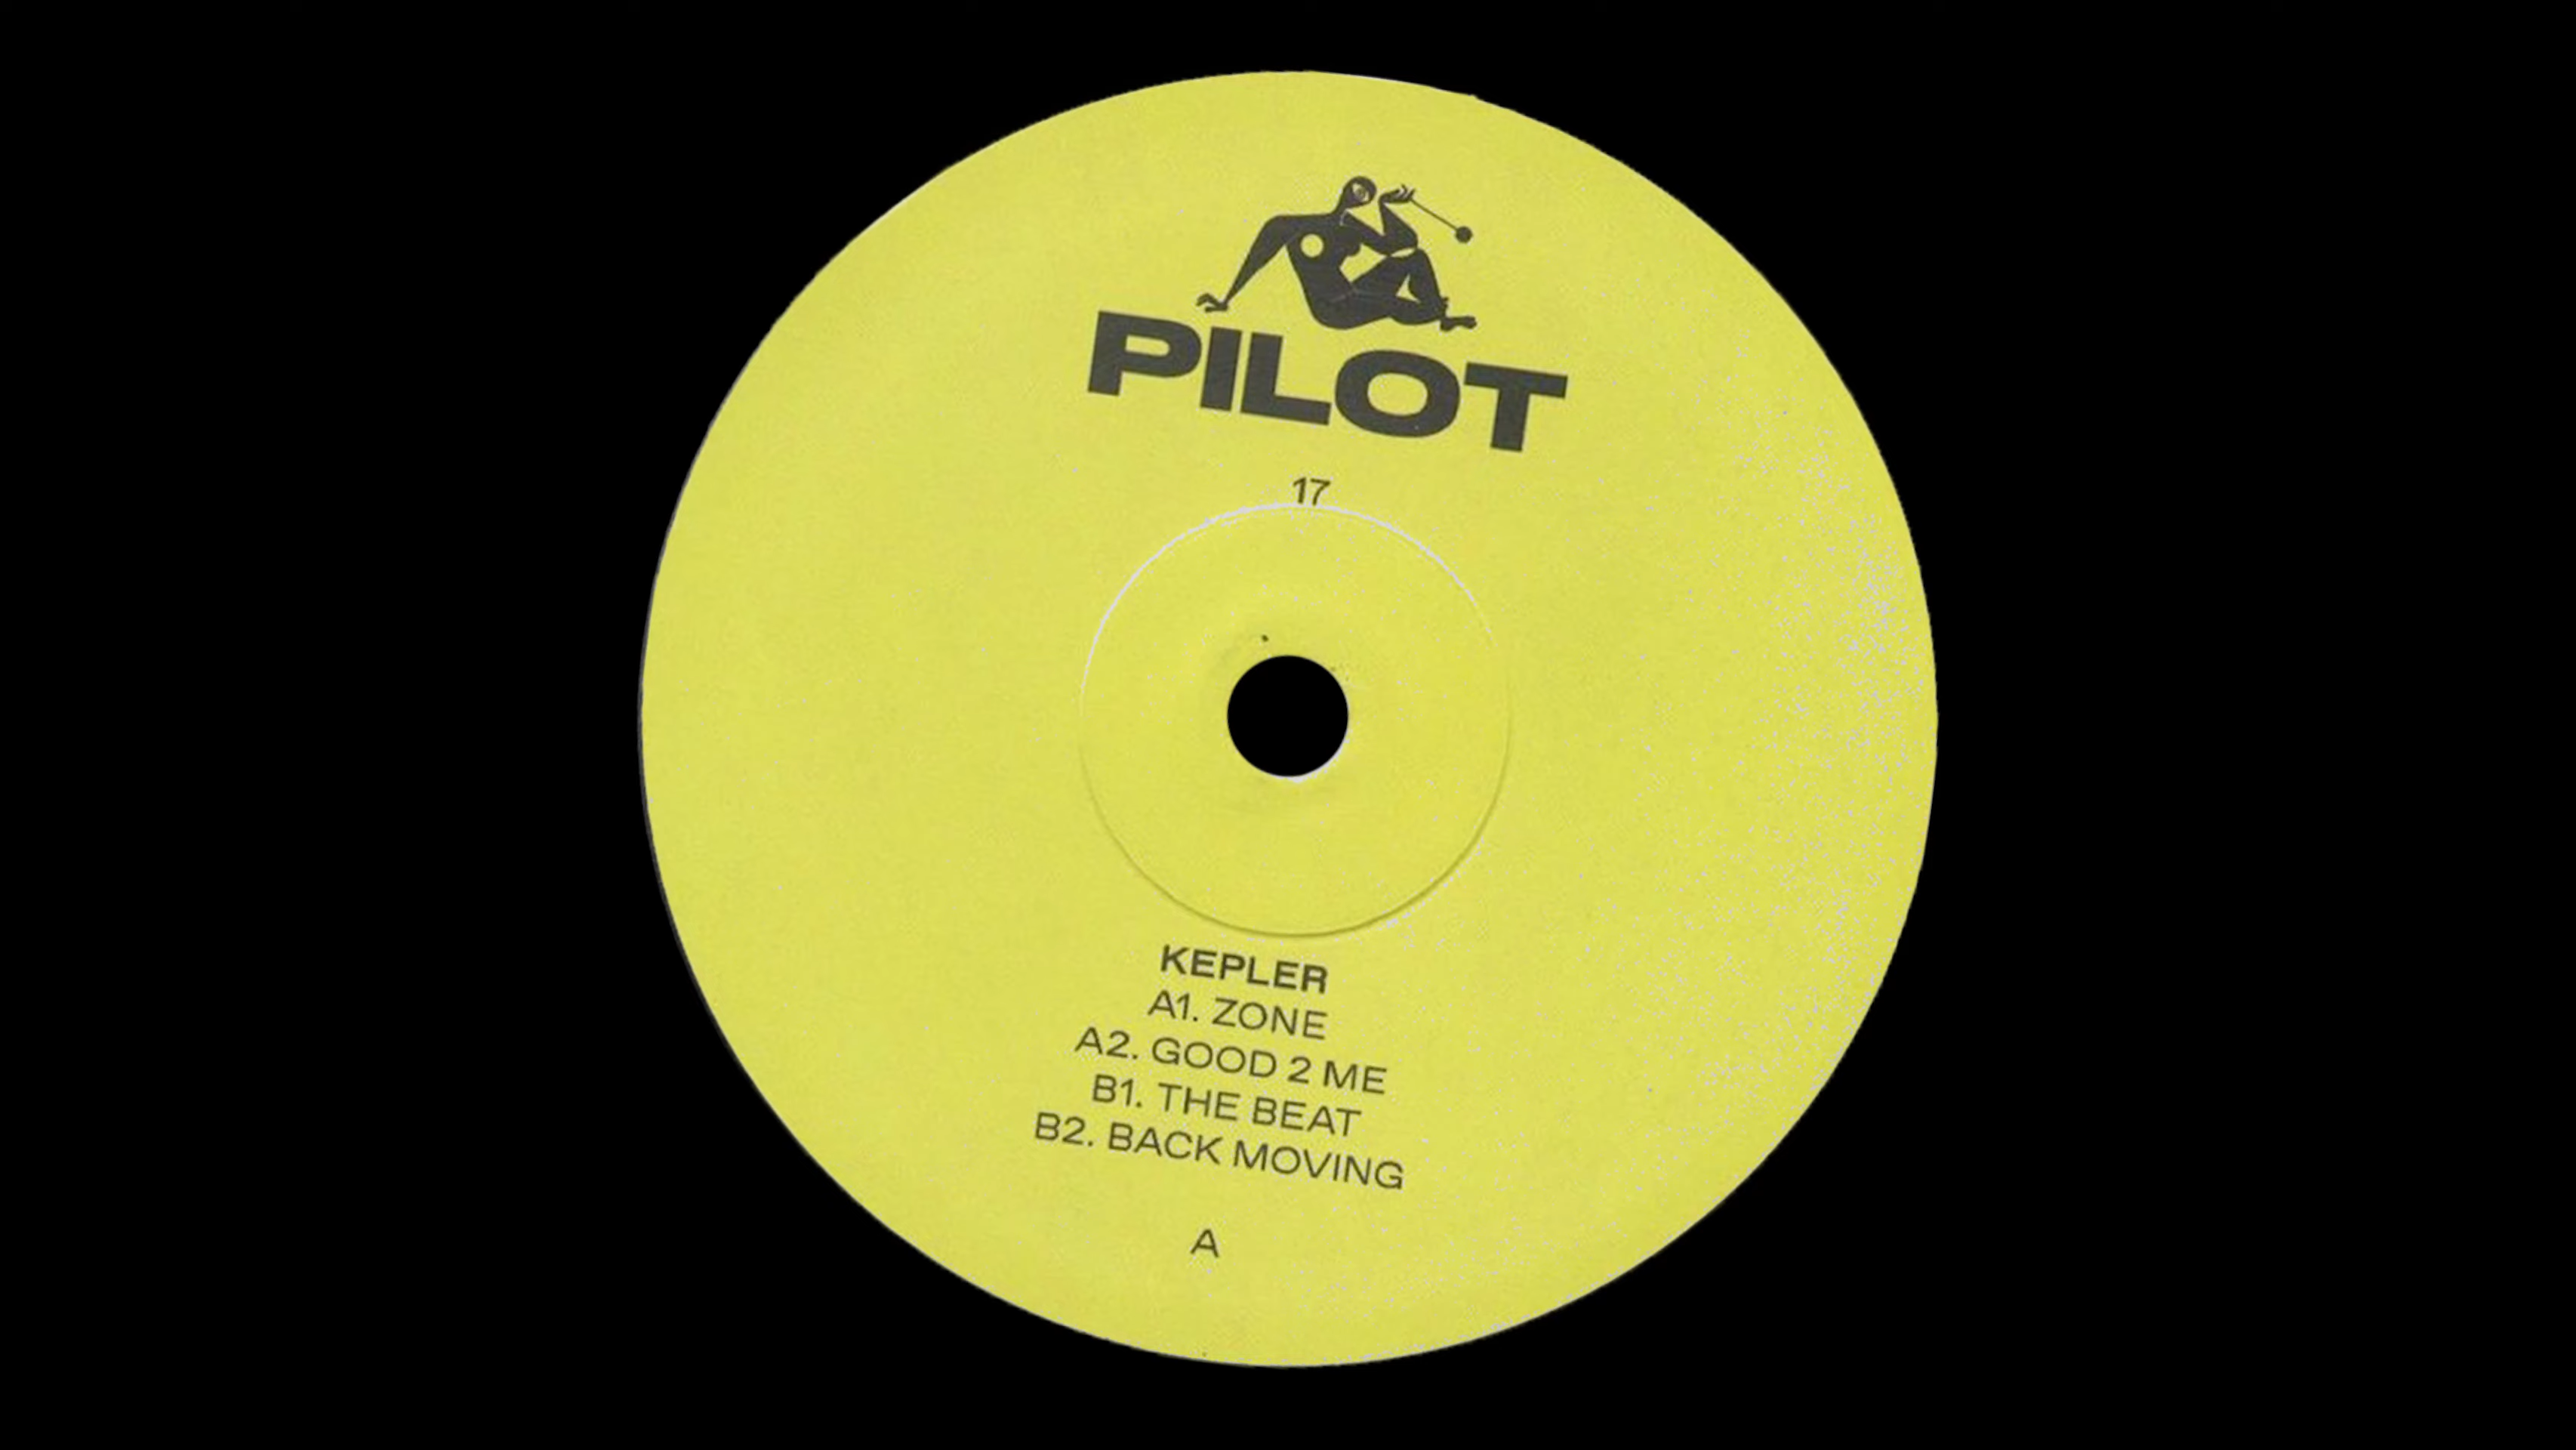 PILOT
17
KEPLER
A1. ZONE
A2. GOOD 2 ME
B1. THE BEAT
B2. BACK MOVING
A